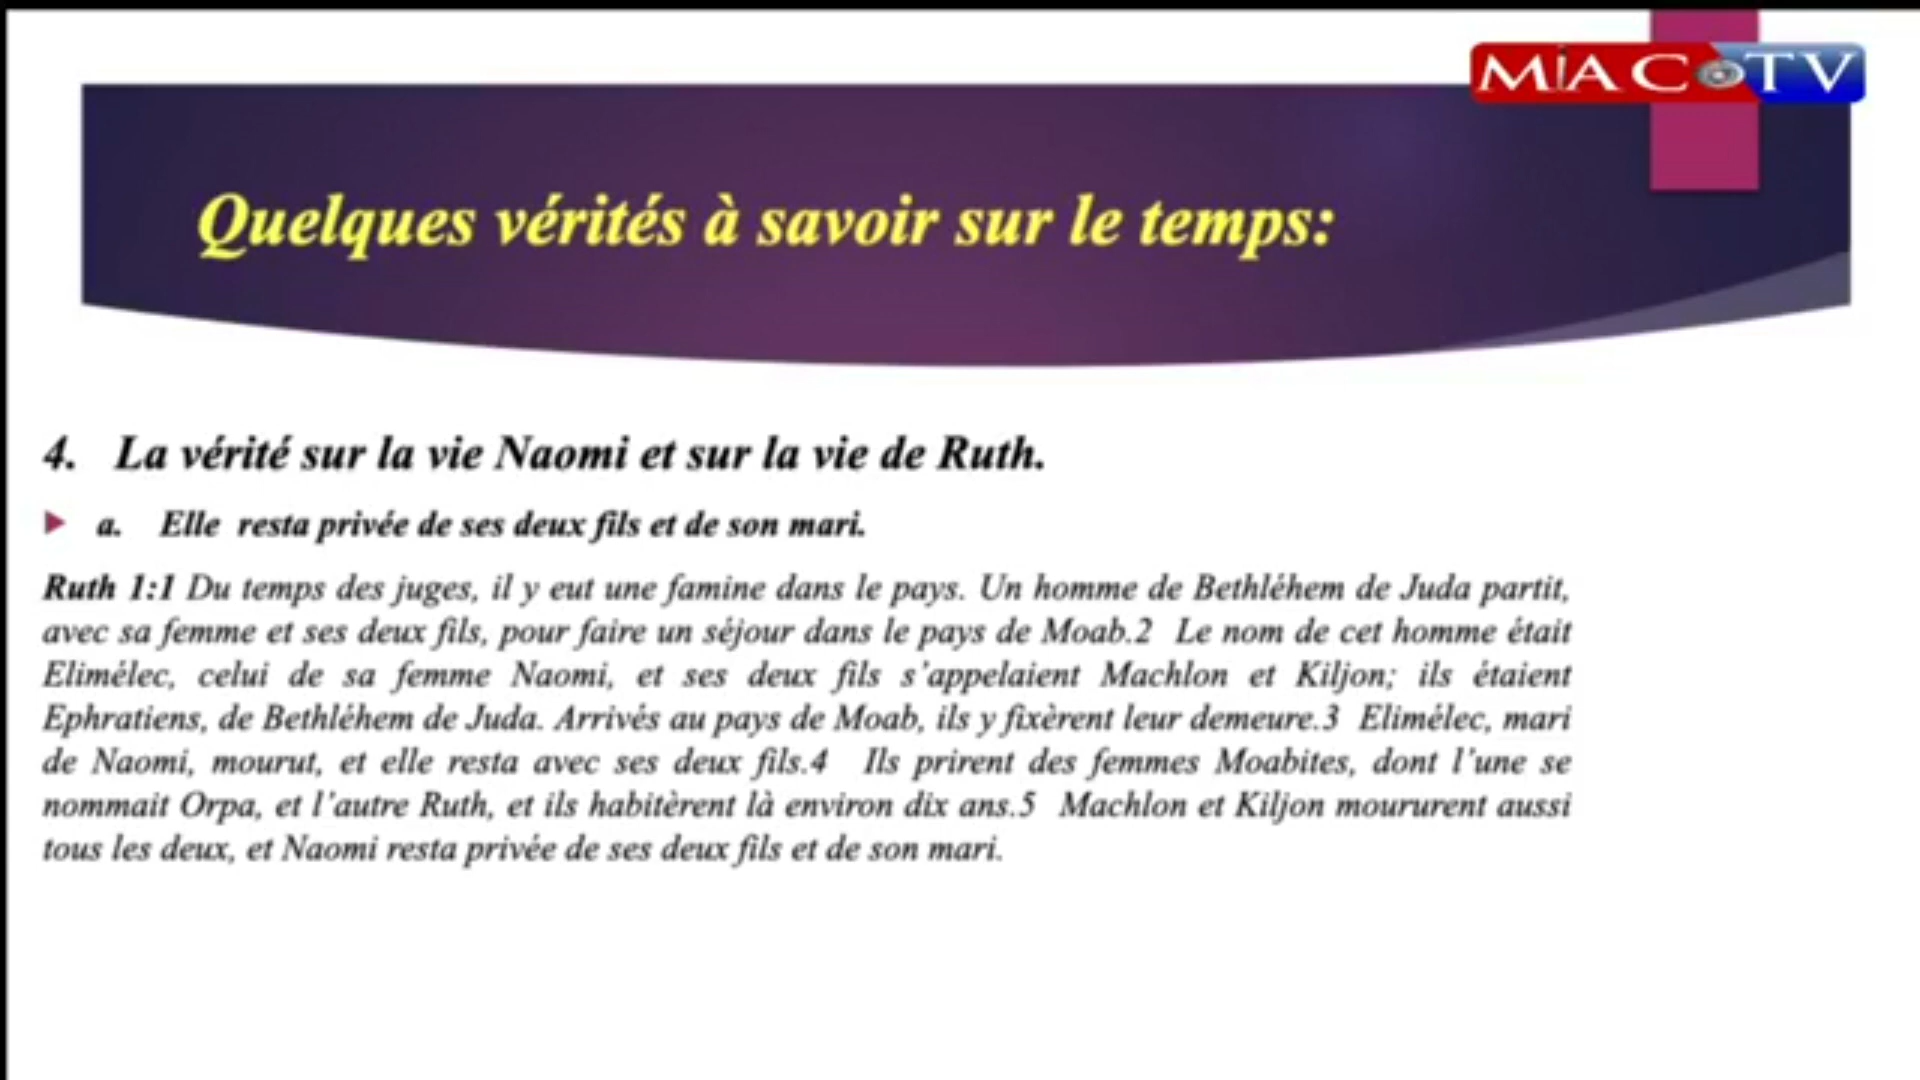 MiAC TV
Quelques vérités à savoir sur le temps:
4. La vérité sur la vie Naomi et sur la vie de Ruth.
a. Elle resta privée de ses deux fils et de son mari.
Ruth 1:1 Du temps des juges, il y eut une famine dans le pays. Un homme de Bethléhem de Juda partit,
avec sa femme et ses deux fils, pour faire un séjour dans le pays de Moab.2 Le nom de cet homme était
Elimélec, celui de sa femme Naomi, et ses deux fils s'appelaient Machlon et Kiljon; ils étaient
Ephratiens, de Bethléhem de Juda. Arrivés au pays de Moab, ils y fixèrent leur demeure.3 Elimélec, mari
de Naomi, mourut, et elle resta avec ses deux fils.4 Ils prirent des femmes Moabites, dont l'une se
nommait Orpa, et l'autre Ruth, et ils habitèrent là environ dix ans.5 Machlon et Kiljon moururent aussi
tous les deux, et Naomi resta privée de ses deux fils et de son mari.